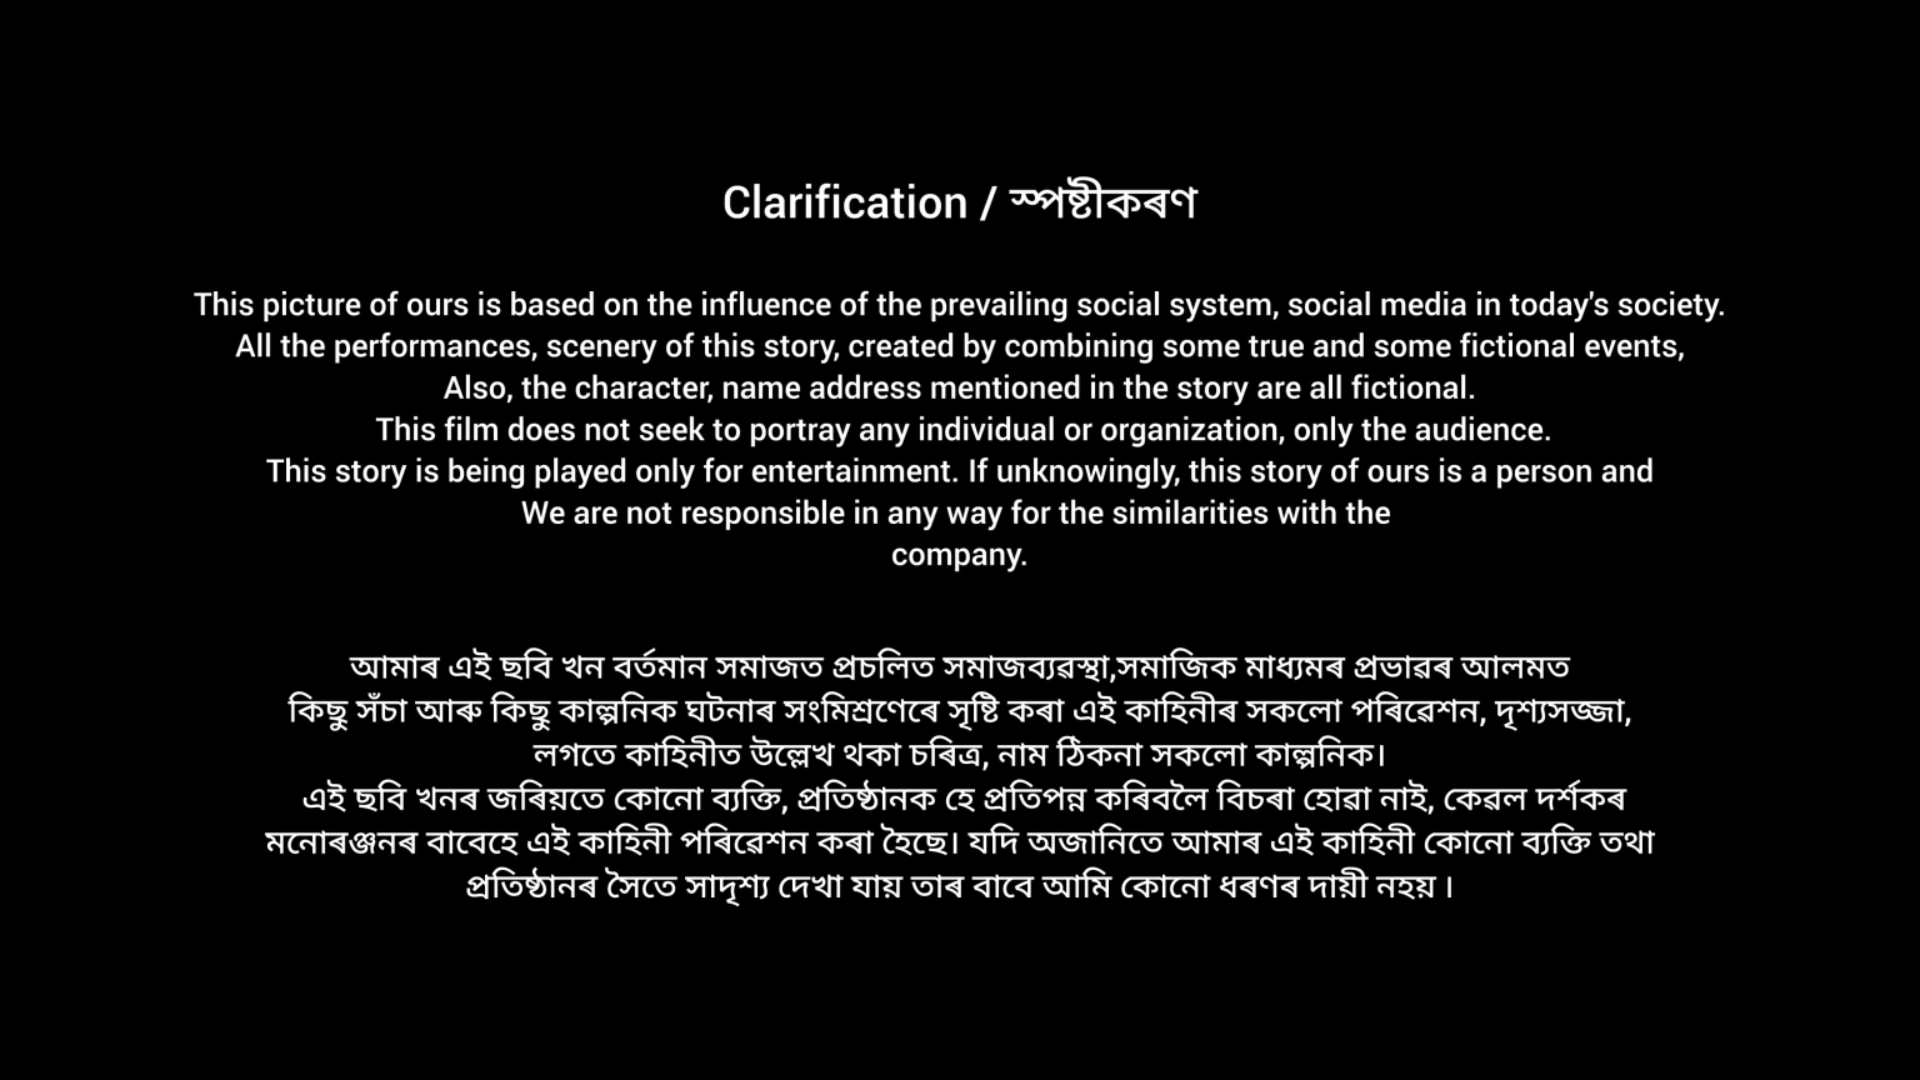 Clarification / স্পষ্টীকৰণ
This picture of ours is based on the influence of the prevailing social system, social media in today's society.
All the performances, scenery of this story, created by combining some true and some fictional events,
Also, the character, name address mentioned in the story are all fictional.
This film does not seek to portray any individual or organization, only the audience.
This story is being played only for entertainment. If unknowingly, this story of ours is a person and
We are not responsible in any way for the similarities with the
company.
আমাৰ এই ছবি খন বৰ্তমান সমাজত প্ৰচলিত সমাজব্যৱস্থা,সমাজিক মাধ্যমৰ প্ৰভাৱৰ আলমত
কিছু সঁচা আৰু কিছু কাল্পনিক ঘটনাৰ সংমিশ্ৰণেৰে সৃষ্টি কৰা এই কাহিনীৰ সকলো পৰিৱেশন, দৃশ্যসজ্জা,
লগতে কাহিনীত উল্লেখ থকা চৰিত্ৰ, নাম ঠিকনা সকলো কাল্পনিক।
এই ছবি খনৰ জৰিয়তে কোনো ব্যক্তি, প্ৰতিষ্ঠানক হে প্ৰতিপন্ন কৰিবলৈ বিচৰা হোৱা নাই, কেৱল দৰ্শকৰ
মনোৰঞ্জনৰ বাবেহে এই কাহিনী পৰিৱেশন কৰা হৈছে। যদি অজানিতে আমাৰ এই কাহিনী কোনো ব্যক্তি তথা
প্ৰতিষ্ঠানৰ সৈতে সাদৃশ্য দেখা যায় তাৰ বাবে আমি কোনো ধৰণৰ দায়ী নহয় ।